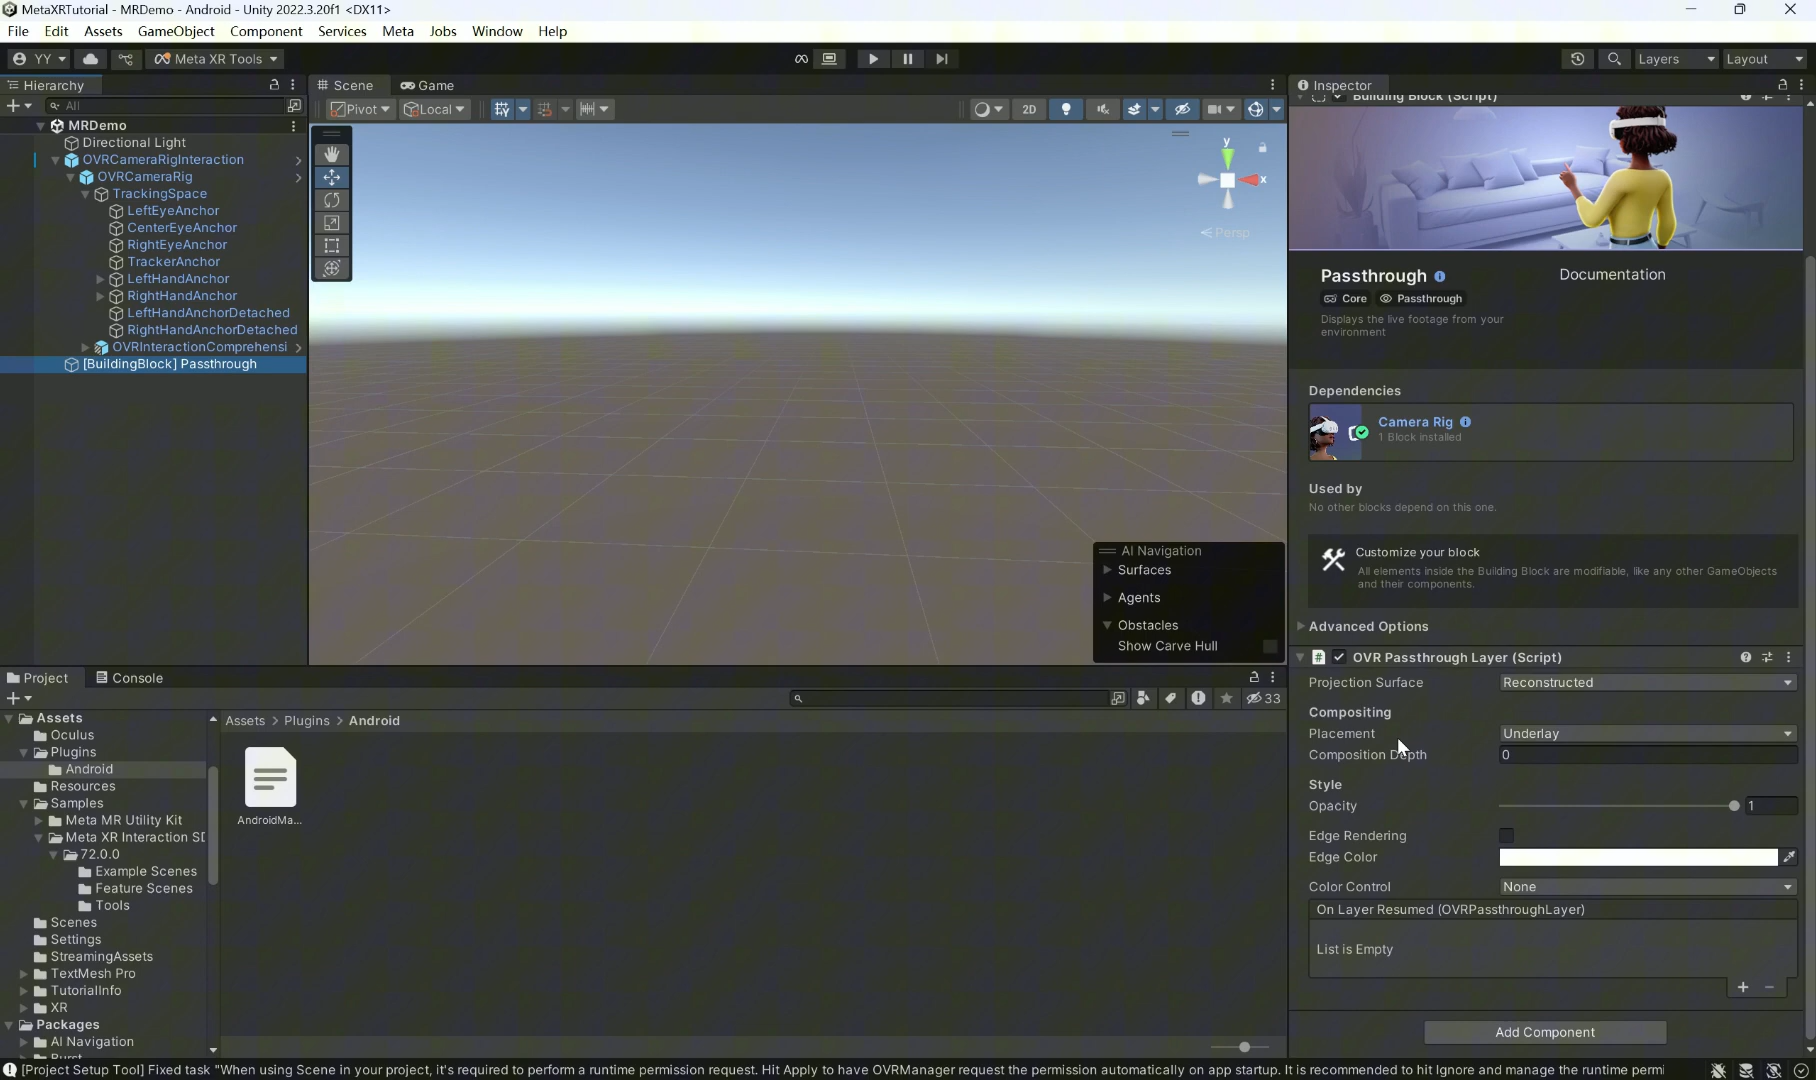 MetaXRTutorial - MRDemo - Android - Unity 2022.3.20f1 <DX11>
File Edit Assets GameObject Component Services Meta Jobs Window Help
YY Meta XR Tools Layers Layout
Hierarchy
All
MRDemo
Directional Light
OVRCameraRigInteraction
OVRCameraRig
TrackingSpace
LeftEyeAnchor
CenterEyeAnchor
RightEyeAnchor
TrackerAnchor
LeftHandAnchor
RightHandAnchor
LeftHandAnchorDetached
RightHandAnchorDetached
OVRInteractionComprehensi
[BuildingBlock] Passthrough
Scene Game
Pivot Local 2D
y
x
Persp
AI Navigation
Surfaces
Agents
Obstacles
Show Carve Hull
Inspector
Building Block (Script)
Passthrough Documentation
Core Passthrough
Displays the live footage from your
environment
Dependencies
Camera Rig
1 Block installed
Used by
No other blocks depend on this one.
Customize your block
All elements inside the Building Block are modifiable, like any other GameObjects
and their components.
Advanced Options
# OVR Passthrough Layer (Script)
Projection Surface Reconstructed
Compositing
Placement Underlay
Composition Depth 0
Style
Opacity 1
Edge Rendering
Edge Color
Color Control None
On Layer Resumed (OVRPassthroughLayer)
List is Empty
Add Component
Project Console
33
Assets
Oculus
Plugins
Android
Resources
Samples
Meta MR Utility Kit
Meta XR Interaction SD
72.0.0
Example Scenes
Feature Scenes
Tools
Scenes
Settings
StreamingAssets
TextMesh Pro
TutorialInfo
XR
Packages
AI Navigation
Burst
Assets > Plugins > Android
AndroidMa...
[Project Setup Tool] Fixed task "When using Scene in your project, it's required to perform a runtime permission request. Hit Apply to have OVRManager request the permission automatically on app startup. It is recommended to hit Ignore and manage the runtime permi